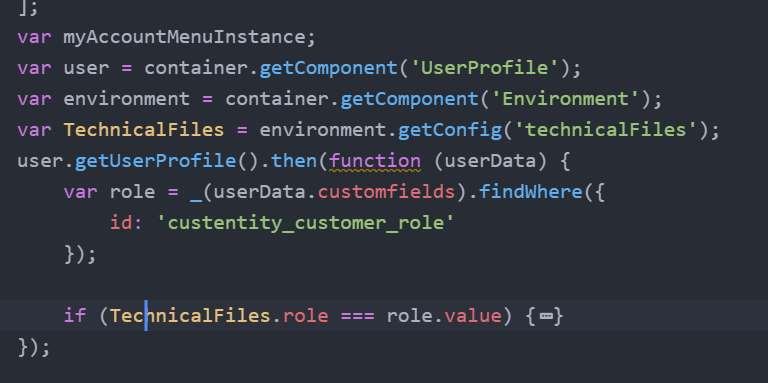 ];
var myAccountMenuInstance;
var user = container.getComponent('UserProfile');
var environment = container.getComponent('Environment');
var TechnicalFiles = environment.getConfig('technicalFiles');
user.getUserProfile().then(function (userData) {
    var role = _(userData.customfields).findWhere({
        id: 'custentity_customer_role'
    });
    if (TechnicalFiles.role === role.value) {⋯}
});